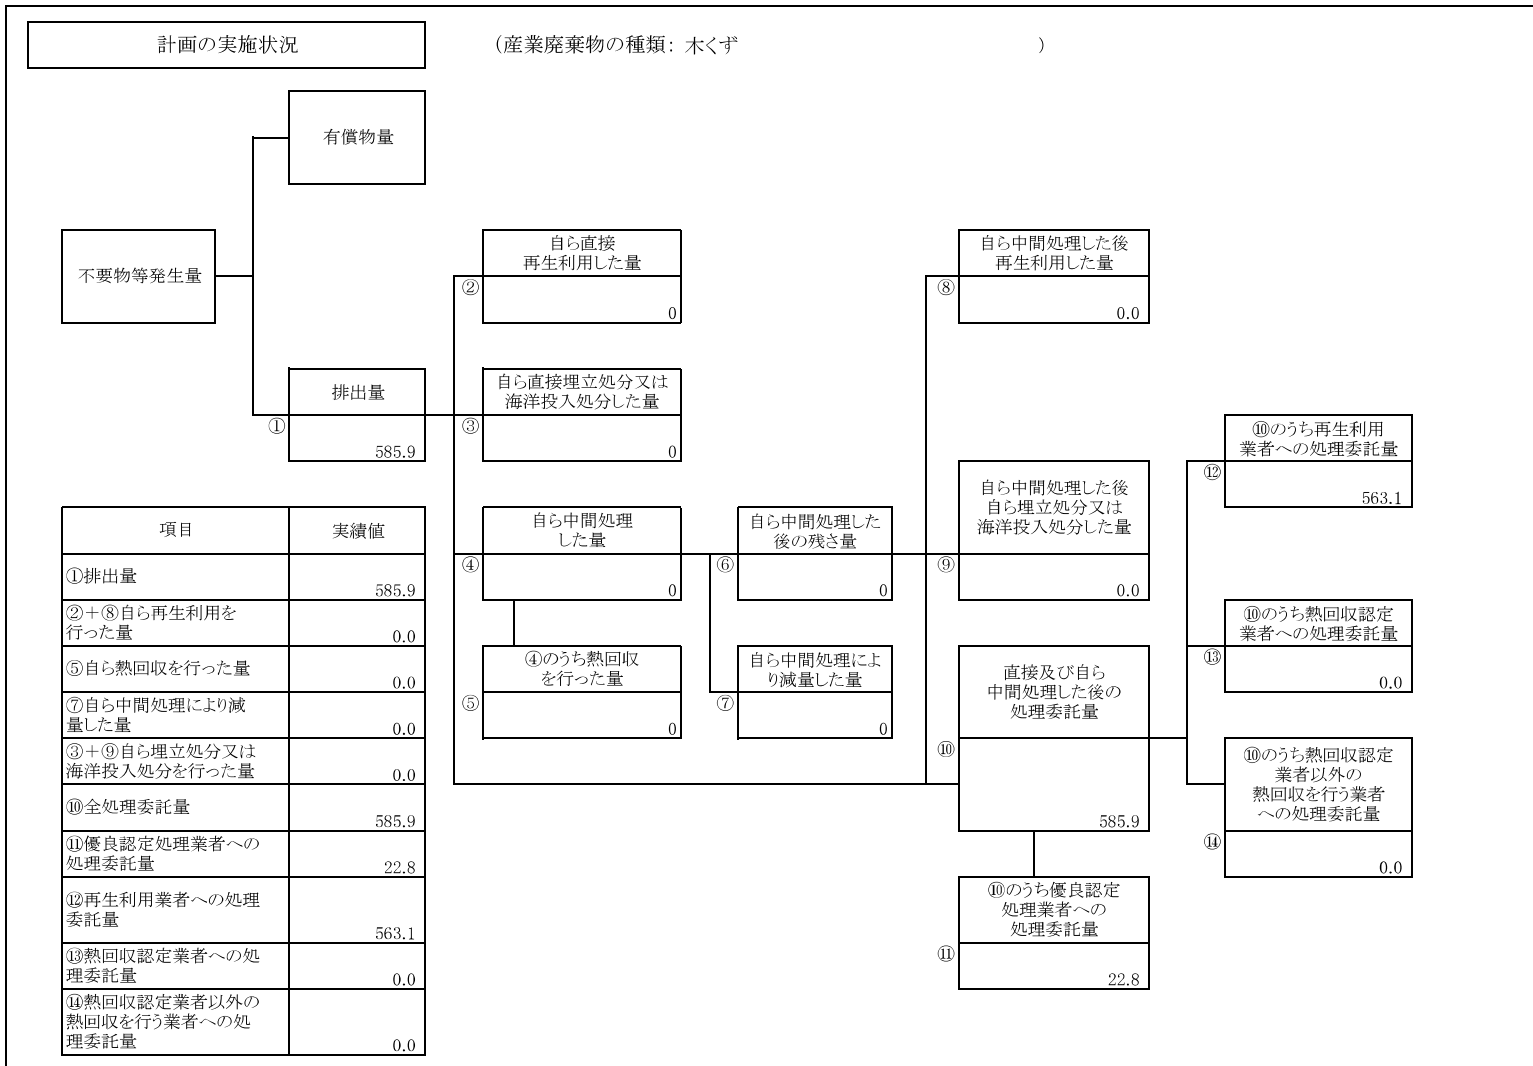 計画の実施状況
（産業廃棄物の種類：木くず　）
有償物量
不要物等発生量
排出量
①
585.9
自ら直接
再生利用した量
②
0
自ら直接埋立処分又は
海洋投入処分した量
③
0
自ら中間処理
した量
④
0
④のうち熱回収
を行った量
⑤
0
自ら中間処理した
後の残さ量
⑥
0
自ら中間処理によ
り減量した量
⑦
0
自ら中間処理した後
再生利用した量
⑧
0.0
自ら中間処理した後
自ら埋立処分又は
海洋投入処分した量
⑨
0.0
直接及び自ら
中間処理した後の
処理委託量
⑩
585.9
⑩のうち優良認定
処理業者への
処理委託量
⑪
22.8
⑩のうち再生利用
業者への処理委託量
⑫
563.1
⑩のうち熱回収認定
業者への処理委託量
⑬
0.0
⑩のうち熱回収認定
業者以外の
熱回収を行う業者
への処理委託量
⑭
0.0
項目 実績値
①排出量
585.9
②＋⑧自ら再生利用を
行った量
0.0
⑤自ら熱回収を行った量
0.0
⑦自ら中間処理により減
量した量
0.0
③＋⑨自ら埋立処分又は
海洋投入処分を行った量
0.0
⑩全処理委託量
585.9
⑪優良認定処理業者への
処理委託量
22.8
⑫再生利用業者への処理
委託量
563.1
⑬熱回収認定業者への処
理委託量
0.0
⑭熱回収認定業者以外の
熱回収を行う業者への処
理委託量
0.0